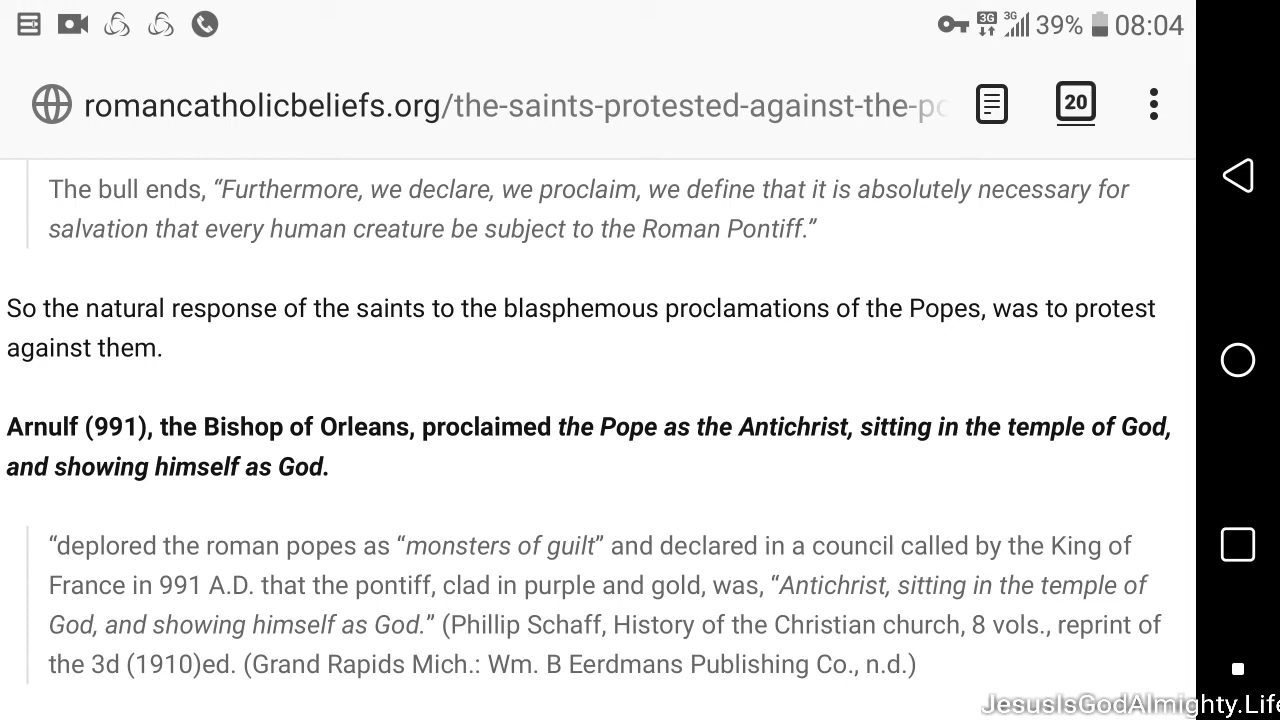 3G 3G 39% 08:04
romancatholicbeliefs.org/the-saints-protested-against-the-po
20
The bull ends, “Furthermore, we declare, we proclaim, we define that it is absolutely necessary for
salvation that every human creature be subject to the Roman Pontiff.”
So the natural response of the saints to the blasphemous proclamations of the Popes, was to protest
against them.
Arnulf (991), the Bishop of Orleans, proclaimed the Pope as the Antichrist, sitting in the temple of God,
and showing himself as God.
“deplored the roman popes as “monsters of guilt” and declared in a council called by the King of
France in 991 A.D. that the pontiff, clad in purple and gold, was, “Antichrist, sitting in the temple of
God, and showing himself as God.” (Phillip Schaff, History of the Christian church, 8 vols., reprint of
the 3d (1910)ed. (Grand Rapids Mich.: Wm. B Eerdmans Publishing Co., n.d.)
JesusIsGodAlmighty.Life